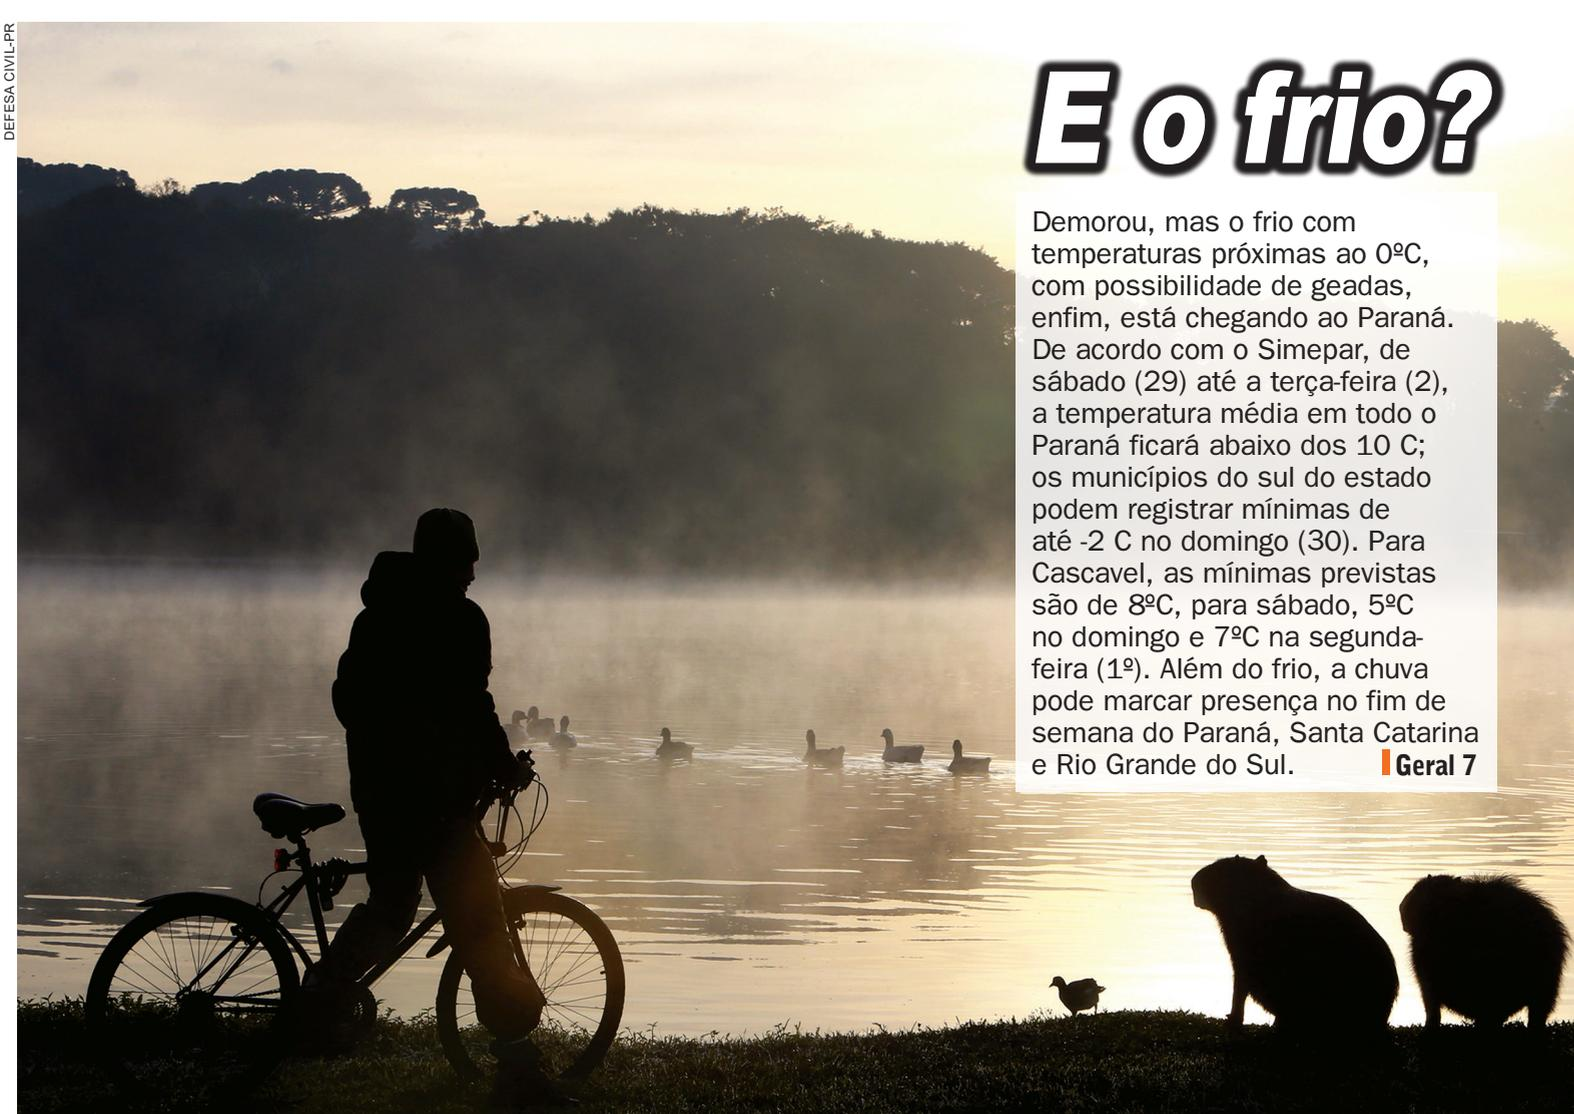 DEFESA CIVIL-PR
E o frio?
Demorou, mas o frio com
temperaturas próximas ao 0ºC,
com possibilidade de geadas,
enfim, está chegando ao Paraná.
De acordo com o Simepar, de
sábado (29) até a terça-feira (2),
a temperatura média em todo o
Paraná ficará abaixo dos 10 C;
os municípios do sul do estado
podem registrar mínimas de
até -2 C no domingo (30). Para
Cascavel, as mínimas previstas
são de 8ºC, para sábado, 5ºC
no domingo e 7ºC na segunda-
feira (1º). Além do frio, a chuva
pode marcar presença no fim de
semana do Paraná, Santa Catarina
e Rio Grande do Sul.
Geral 7